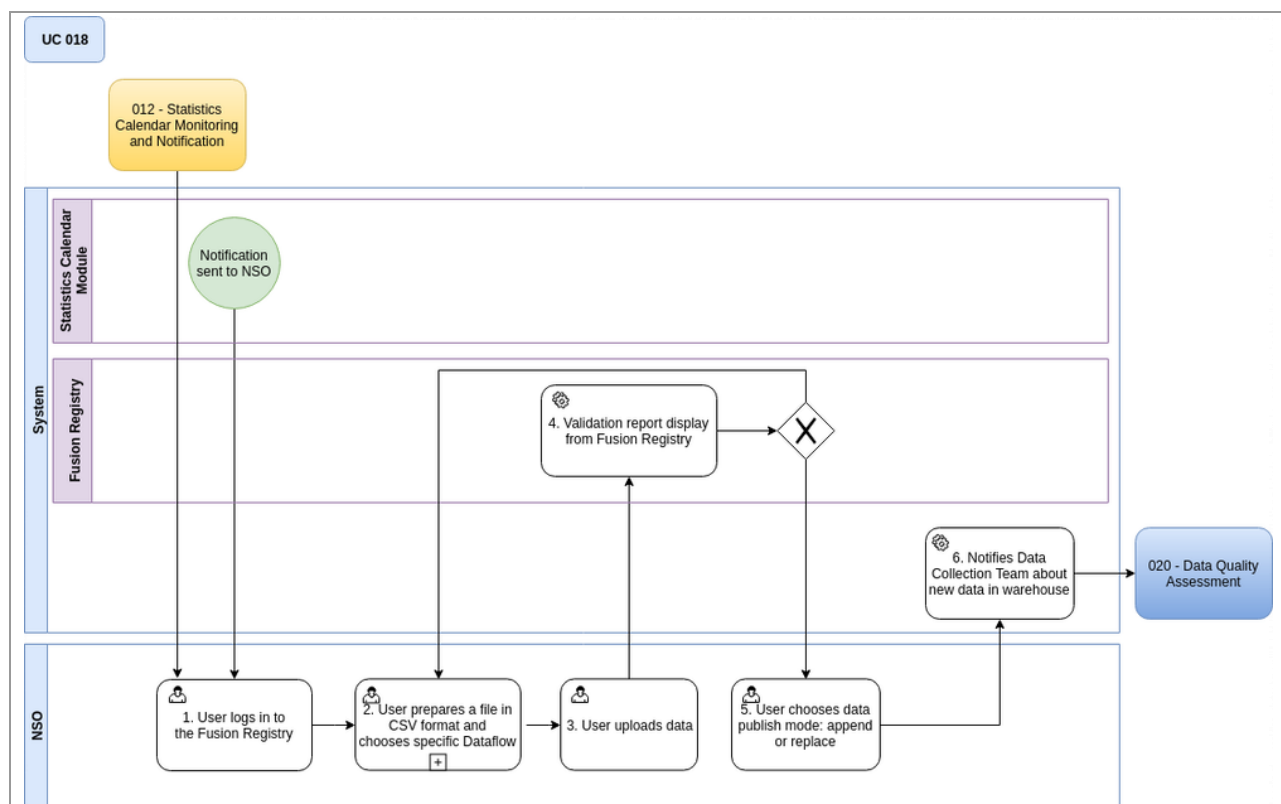 UC 018
012 - Statistics
Calendar Monitoring
and Notification
System
Statistics Calendar
Module
Notification
sent to NSO
Fusion Registry
4. Validation report display
from Fusion Registry
X
6. Notifies Data
Collection Team about
new data in warehouse
020 - Data Quality
Assessment
NSO
1. User logs in to
the Fusion Registry
2. User prepares a file in
CSV format and
chooses specific Dataflow
+
3. User uploads data
5. User chooses data
publish mode: append
or replace